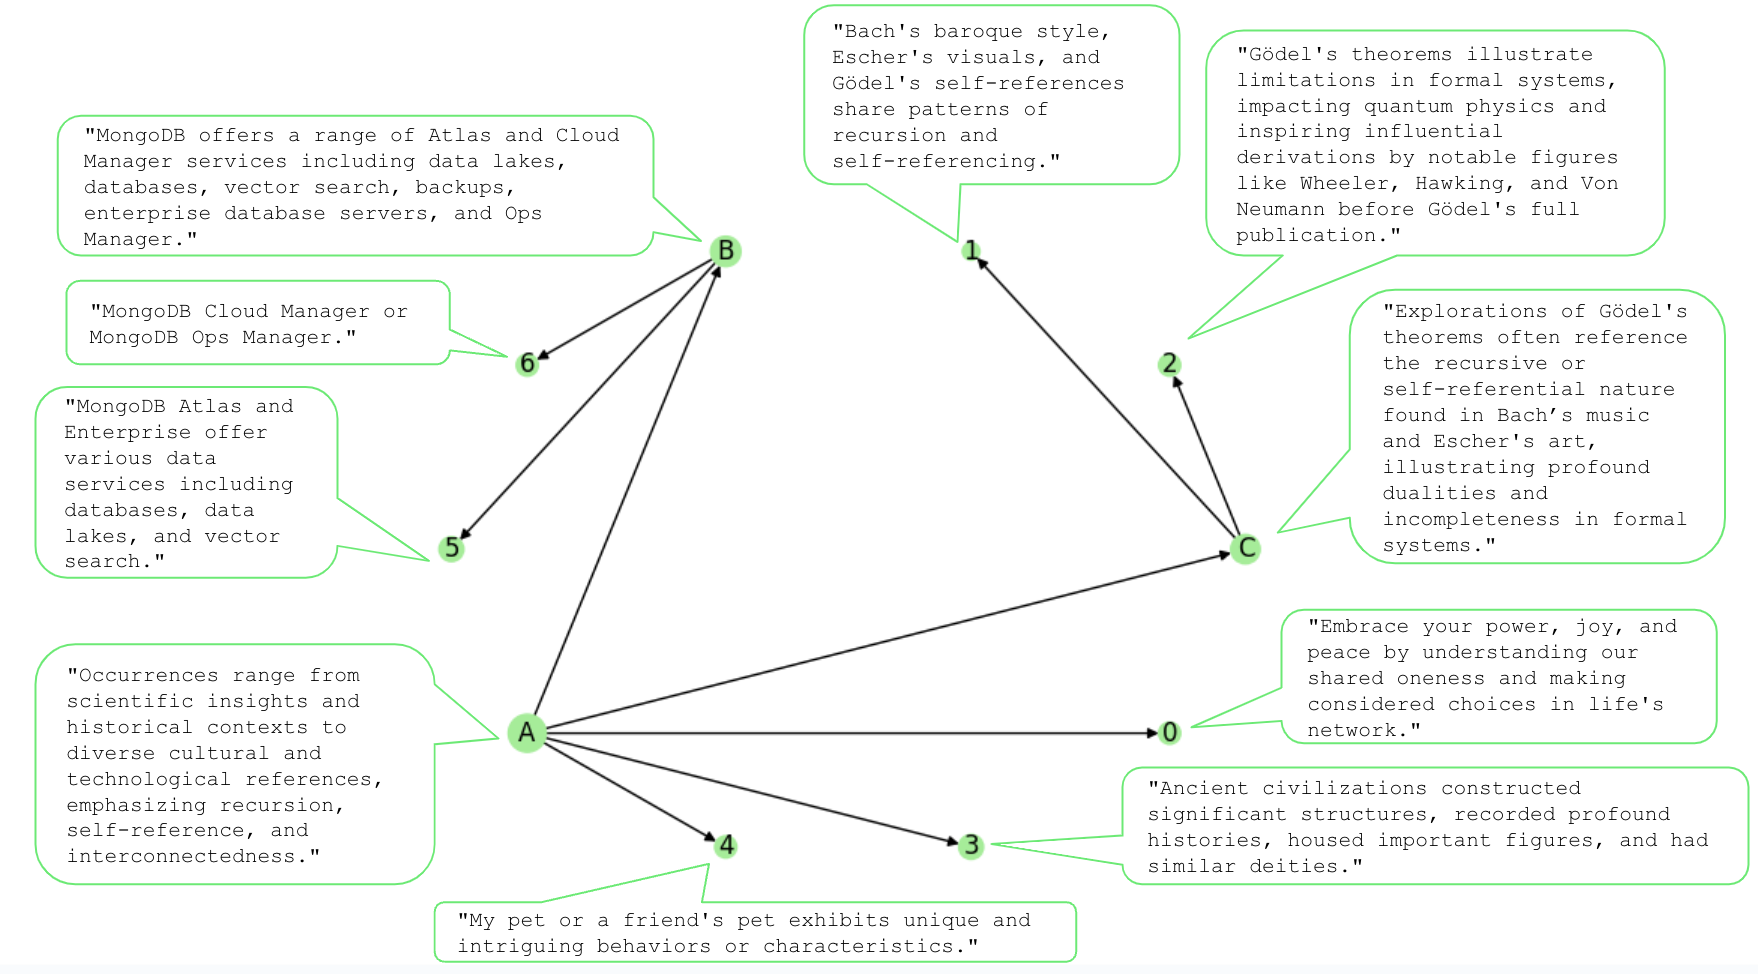 "Bach's baroque style,
Escher's visuals, and
Gödel's self-references
share patterns of
recursion and
self-referencing."
"Gödel's theorems illustrate
limitations in formal systems,
impacting quantum physics and
inspiring influential
derivations by notable figures
like Wheeler, Hawking, and Von
Neumann before Gödel's full
publication."
"MongoDB offers a range of Atlas and Cloud
Manager services including data lakes,
databases, vector search, backups,
enterprise database servers, and Ops
Manager."
B
1
"MongoDB Cloud Manager or
MongoDB Ops Manager."
6
2
"Explorations of Gödel's
theorems often reference
the recursive or
self-referential nature
found in Bach’s music
and Escher's art,
illustrating profound
dualities and
incompleteness in formal
systems."
"MongoDB Atlas and
Enterprise offer
various data
services including
databases, data
lakes, and vector
search."
5
C
"Occurrences range from
scientific insights and
historical contexts to
diverse cultural and
technological references,
emphasizing recursion,
self-reference, and
interconnectedness."
A
0
"Embrace your power, joy, and
peace by understanding our
shared oneness and making
considered choices in life's
network."
4
3
"Ancient civilizations constructed
significant structures, recorded profound
histories, housed important figures, and had
similar deities."
"My pet or a friend's pet exhibits unique and
intriguing behaviors or characteristics."